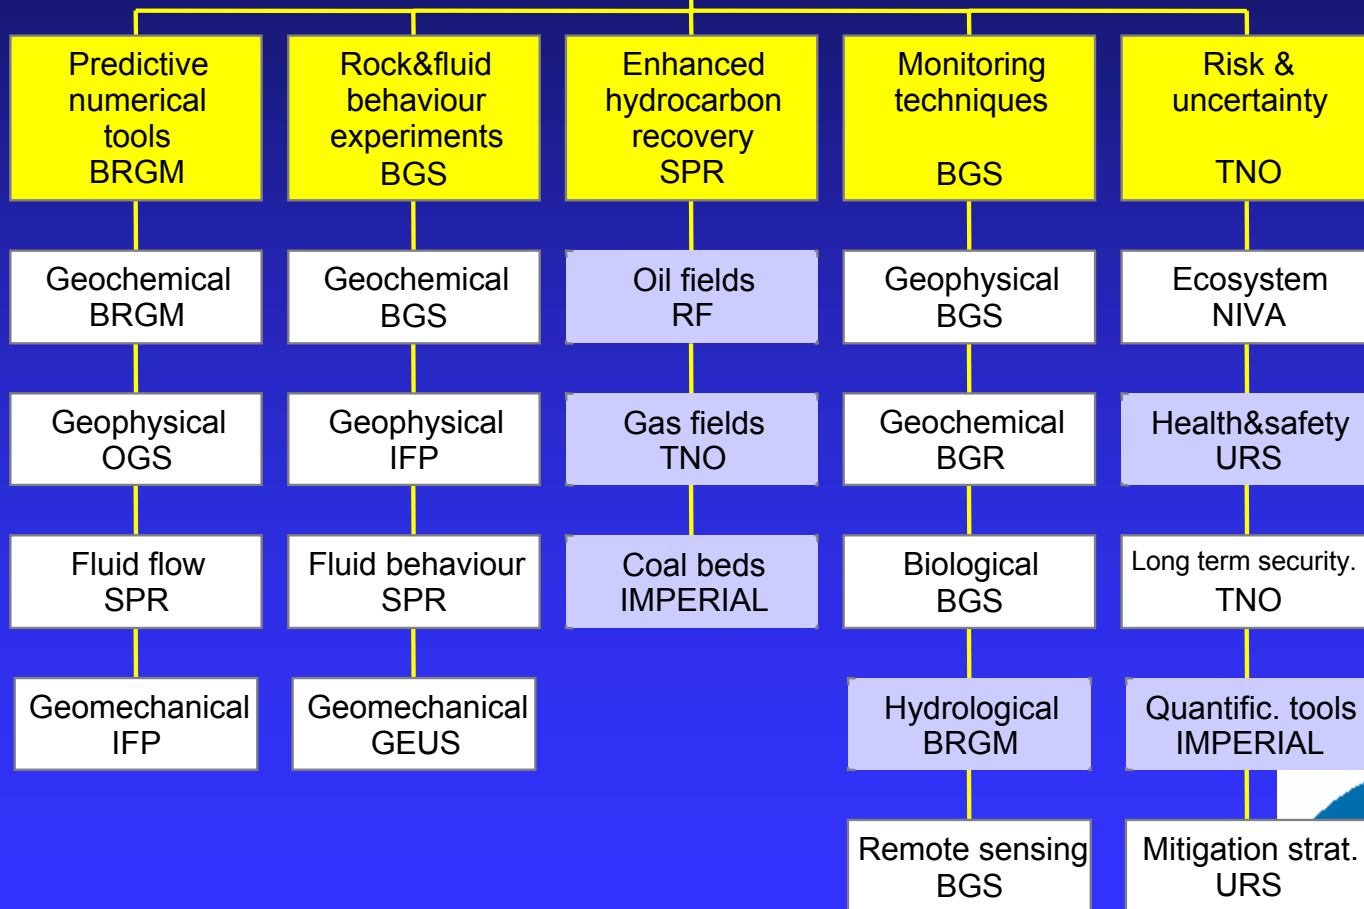 Predictive
numerical
tools
BRGM
Rock&fluid
behaviour
experiments
BGS
Enhanced
hydrocarbon
recovery
SPR
Monitoring
techniques
BGS
Risk &
uncertainty
TNO
Geochemical
BRGM
Geochemical
BGS
Oil fields
RF
Geophysical
BGS
Ecosystem
NIVA
Geophysical
OGS
Geophysical
IFP
Gas fields
TNO
Geochemical
BGR
Health&safety
URS
Fluid flow
SPR
Fluid behaviour
SPR
Coal beds
IMPERIAL
Biological
BGS
Long term security.
TNO
Geomechanical
IFP
Geomechanical
GEUS
Hydrological
BRGM
Quantific. tools
IMPERIAL
Remote sensing
BGS
Mitigation strat.
URS